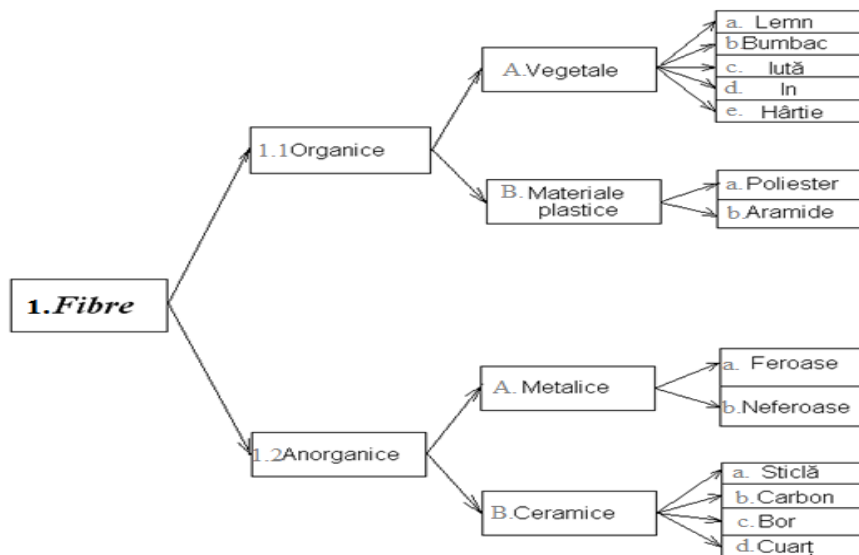 1.Fibre
1.1Organice
A.Vegetale
a. Lemn
b.Bumbac
c. Iută
d. In
e. Hârtie
B. Materiale
plastice
a.Poliester
b.Aramide
1.2Anorganice
A. Metalice
a. Feroase
b.Neferoase
B.Ceramice
a. Sticlă
b.Carbon
c.Bor
d.Cuarț